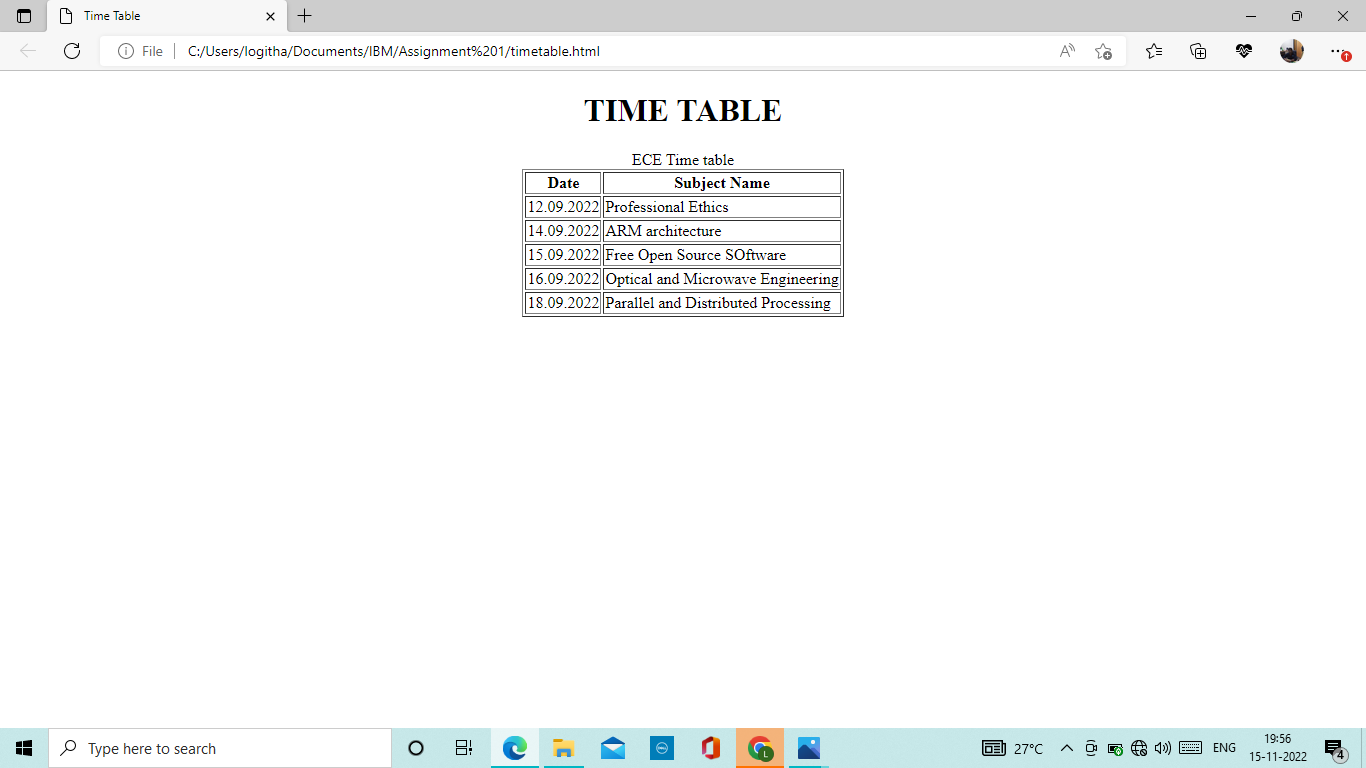 Time Table
File
C:/Users/logitha/Documents/IBM/Assignment%201/timetable.html
TIME TABLE
ECE Time table
Date Subject Name
12.09.2022 Professional Ethics
14.09.2022 ARM architecture
15.09.2022 Free Open Source SOftware
16.09.2022 Optical and Microwave Engineering
18.09.2022 Parallel and Distributed Processing
Type here to search
L
27°C
ENG
19:56
15-11-2022
4